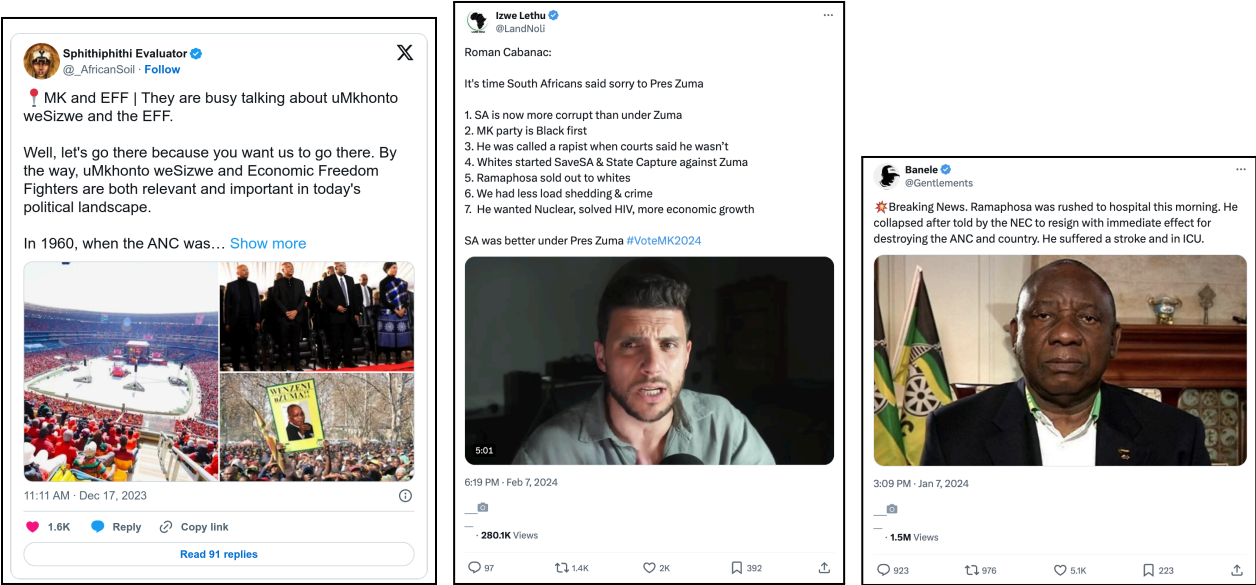 Sphithiphithi Evaluator
@_AfricanSoil · Follow
MK and EFF | They are busy talking about uMkhonto
weSizwe and the EFF.
Well, let's go there because you want us to go there. By
the way, uMkhonto weSizwe and Economic Freedom
Fighters are both relevant and important in today's
political landscape.
In 1960, when the ANC was… Show more
WENZENI
uZUMA?!
11:11 AM · Dec 17, 2023
1.6K Reply Copy link
Read 91 replies
Izwe Lethu
@LandNoli
Roman Cabanac:
It's time South Africans said sorry to Pres Zuma
1. SA is now more corrupt than under Zuma
2. MK party is Black first
3. He was called a rapist when courts said he wasn't
4. Whites started SaveSA & State Capture against Zuma
5. Ramaphosa sold out to whites
6. We had less load shedding & crime
7. He wanted Nuclear, solved HIV, more economic growth
SA was better under Pres Zuma #VoteMK2024
5:01
6:19 PM · Feb 7, 2024
· 280.1K Views
97 1.4K 2K 392
Banele
@Gentlements
💥Breaking News. Ramaphosa was rushed to hospital this morning. He
collapsed after told by the NEC to resign with immediate effect for
destroying the ANC and country. He suffered a stroke and in ICU.
3:09 PM · Jan 7, 2024
· 1.5M Views
923 976 5.1K 223